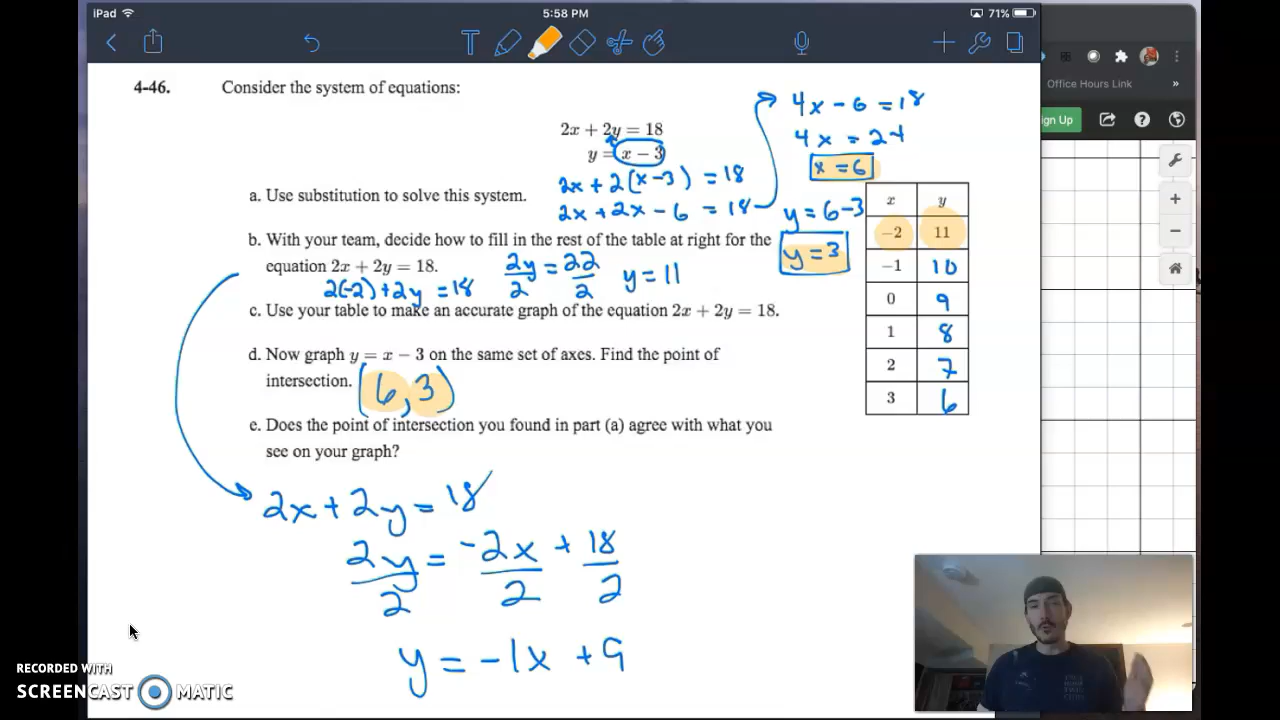 iPad
5:58 PM
71%
Office Hours Link
»
gn Up
4-46. Consider the system of equations:
2x + 2y = 18
y = x − 3
2x + 2(x-3) = 18
2x + 2x - 6 = 18
4x - 6 = 18
4x = 24
x = 6
y = 6-3
y = 3
a. Use substitution to solve this system.
b. With your team, decide how to fill in the rest of the table at right for the
equation 2x + 2y = 18.
2(-2) + 2y = 18
2y/2 = 22/2
y = 11
c. Use your table to make an accurate graph of the equation 2x + 2y = 18.
d. Now graph y = x − 3 on the same set of axes. Find the point of
intersection.
(6, 3)
e. Does the point of intersection you found in part (a) agree with what you
see on your graph?
x y
−2 11
−1 10
0 9
1 8
2 7
3 6
2x + 2y = 18
2y/2 = -2x/2 + 18/2
y = -1x + 9
RECORDED WITH
SCREENCAST MATIC